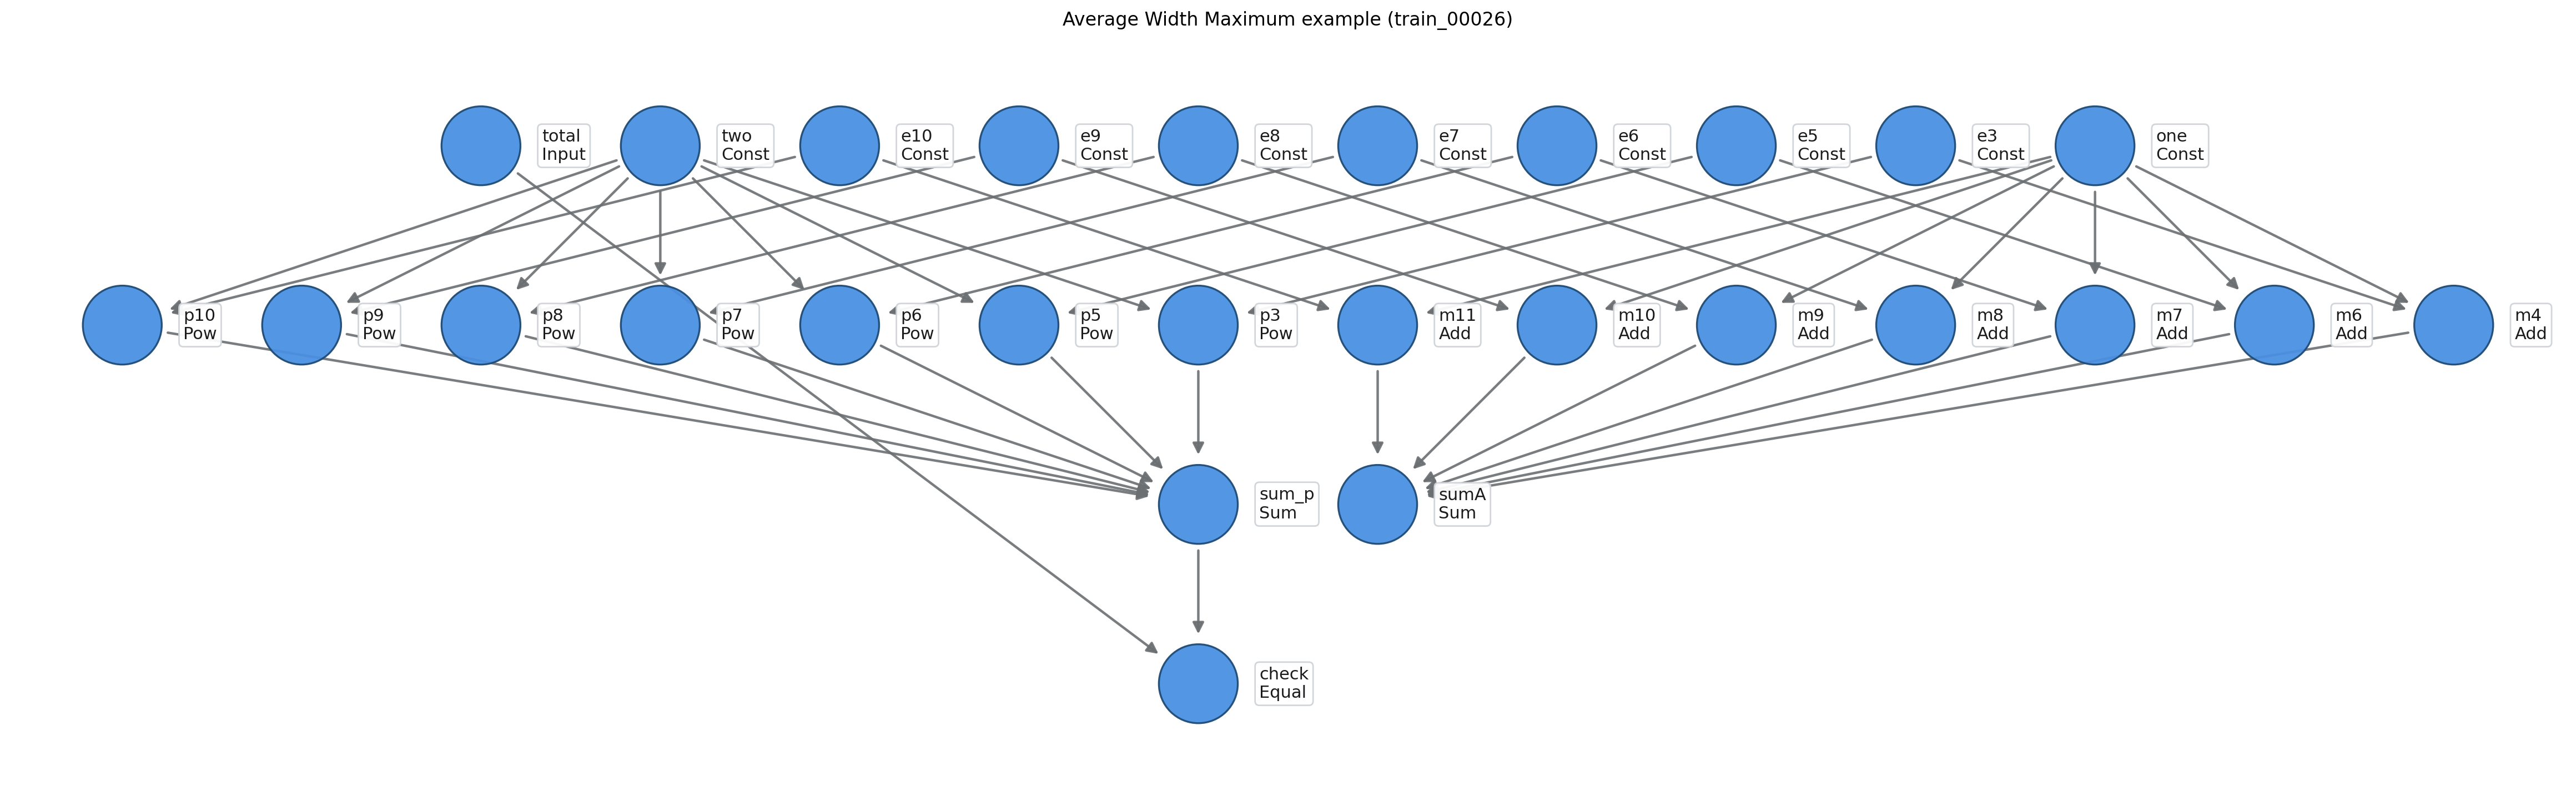 Average Width Maximum example (train_00026)
total
Input
two
Const
e10
Const
e9
Const
e8
Const
e7
Const
e6
Const
e5
Const
e3
Const
one
Const
p10
Pow
p9
Pow
p8
Pow
p7
Pow
p6
Pow
p5
Pow
p3
Pow
m11
Add
m10
Add
m9
Add
m8
Add
m7
Add
m6
Add
m4
Add
sum_p
Sum
sumA
Sum
check
Equal